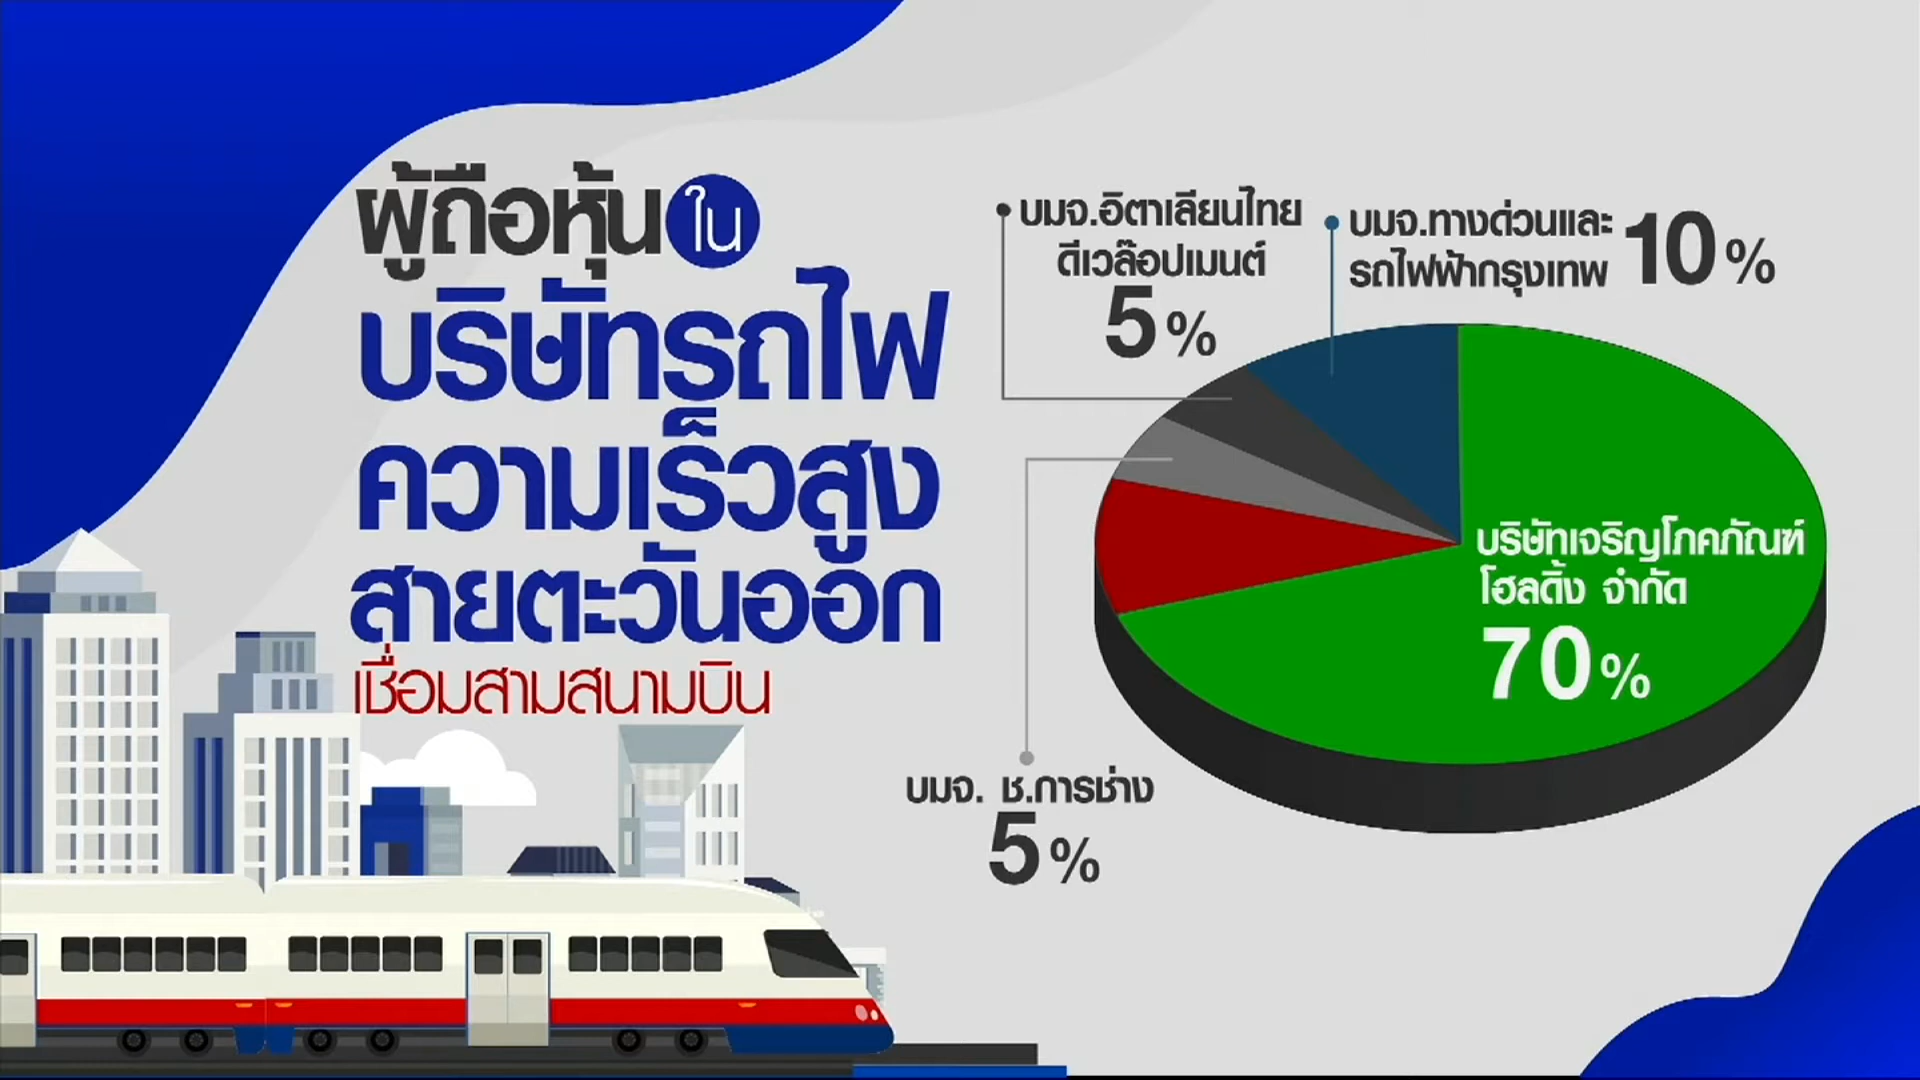 ผู้ถือหุ้น ใน
บริษัทรถไฟ
ความเร็วสูง
สายตะวันออก
เชื่อมสามสนามบิน
บมจ.อิตาเลียนไทย
ดีเวล๊อปเมนต์
5%
บมจ.ทางด่วนและ
รถไฟฟ้ากรุงเทพ
10%
บริษัทเจริญโภคภัณฑ์
โฮลดิ้ง จำกัด
70%
บมจ. ช.การช่าง
5%